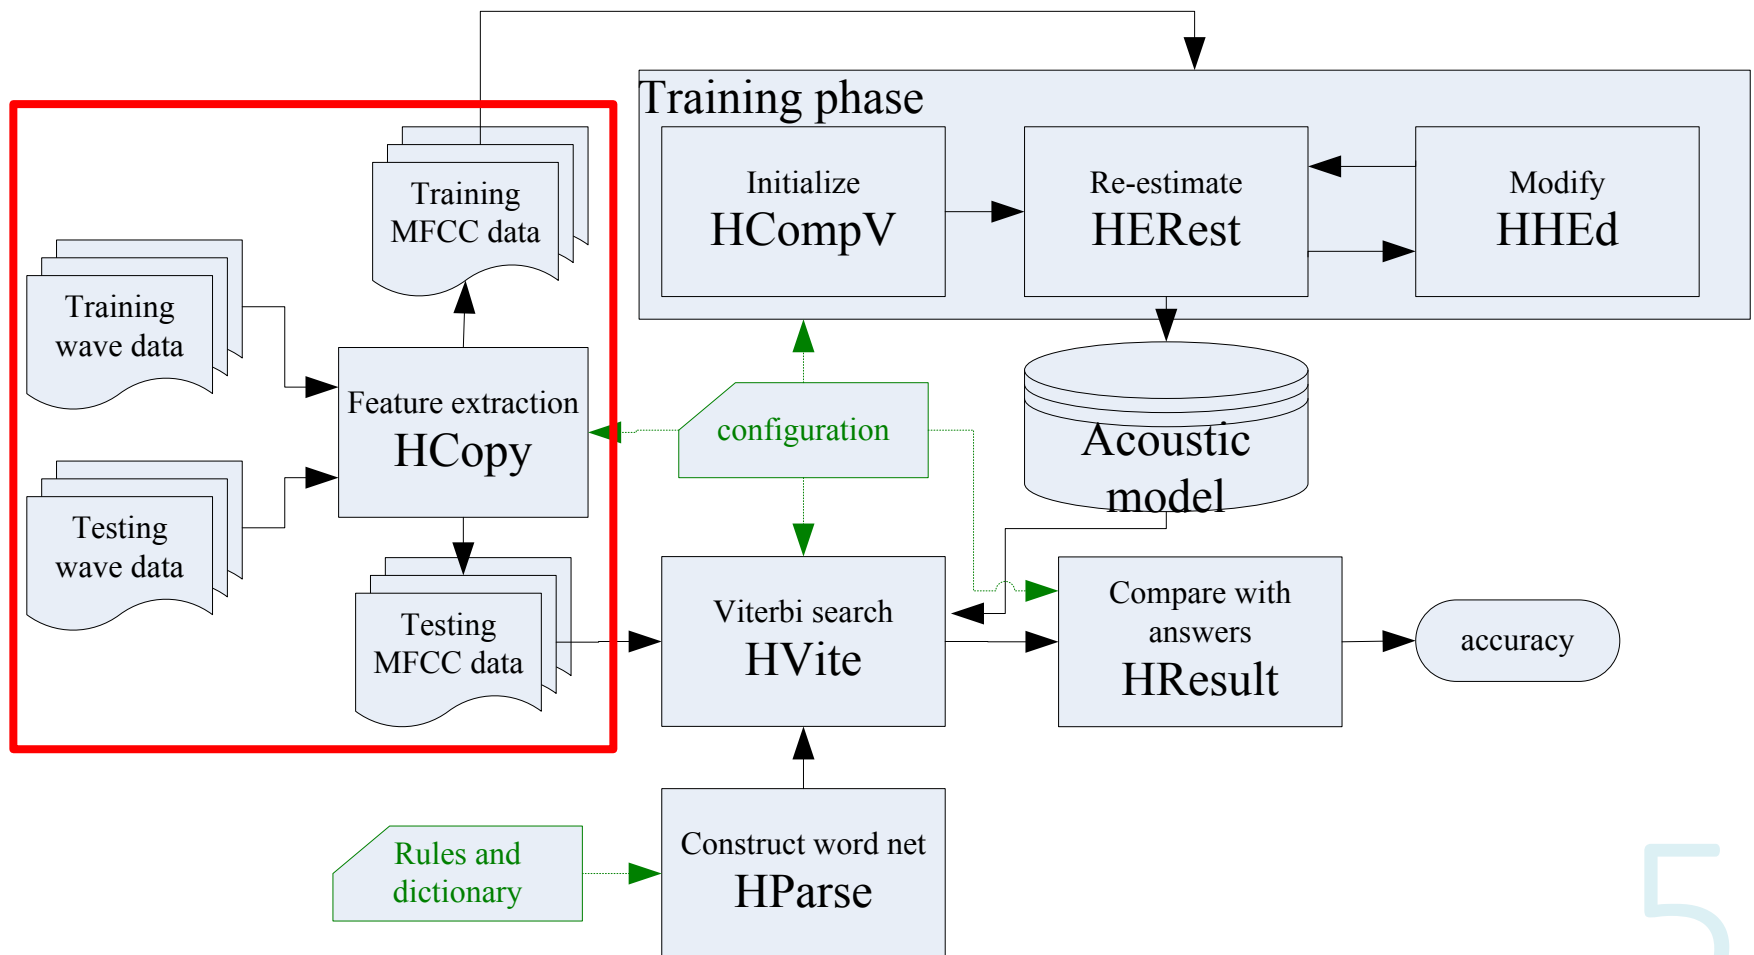 Training phase
Initialize
HCompV
Re-estimate
HERest
Modify
HHEd
Training
MFCC data
Training
wave data
Feature extraction
HCopy
configuration
Acoustic
model
Testing
wave data
Testing
MFCC data
Viterbi search
HVite
Compare with
answers
HResult
accuracy
Rules and
dictionary
Construct word net
HParse
5